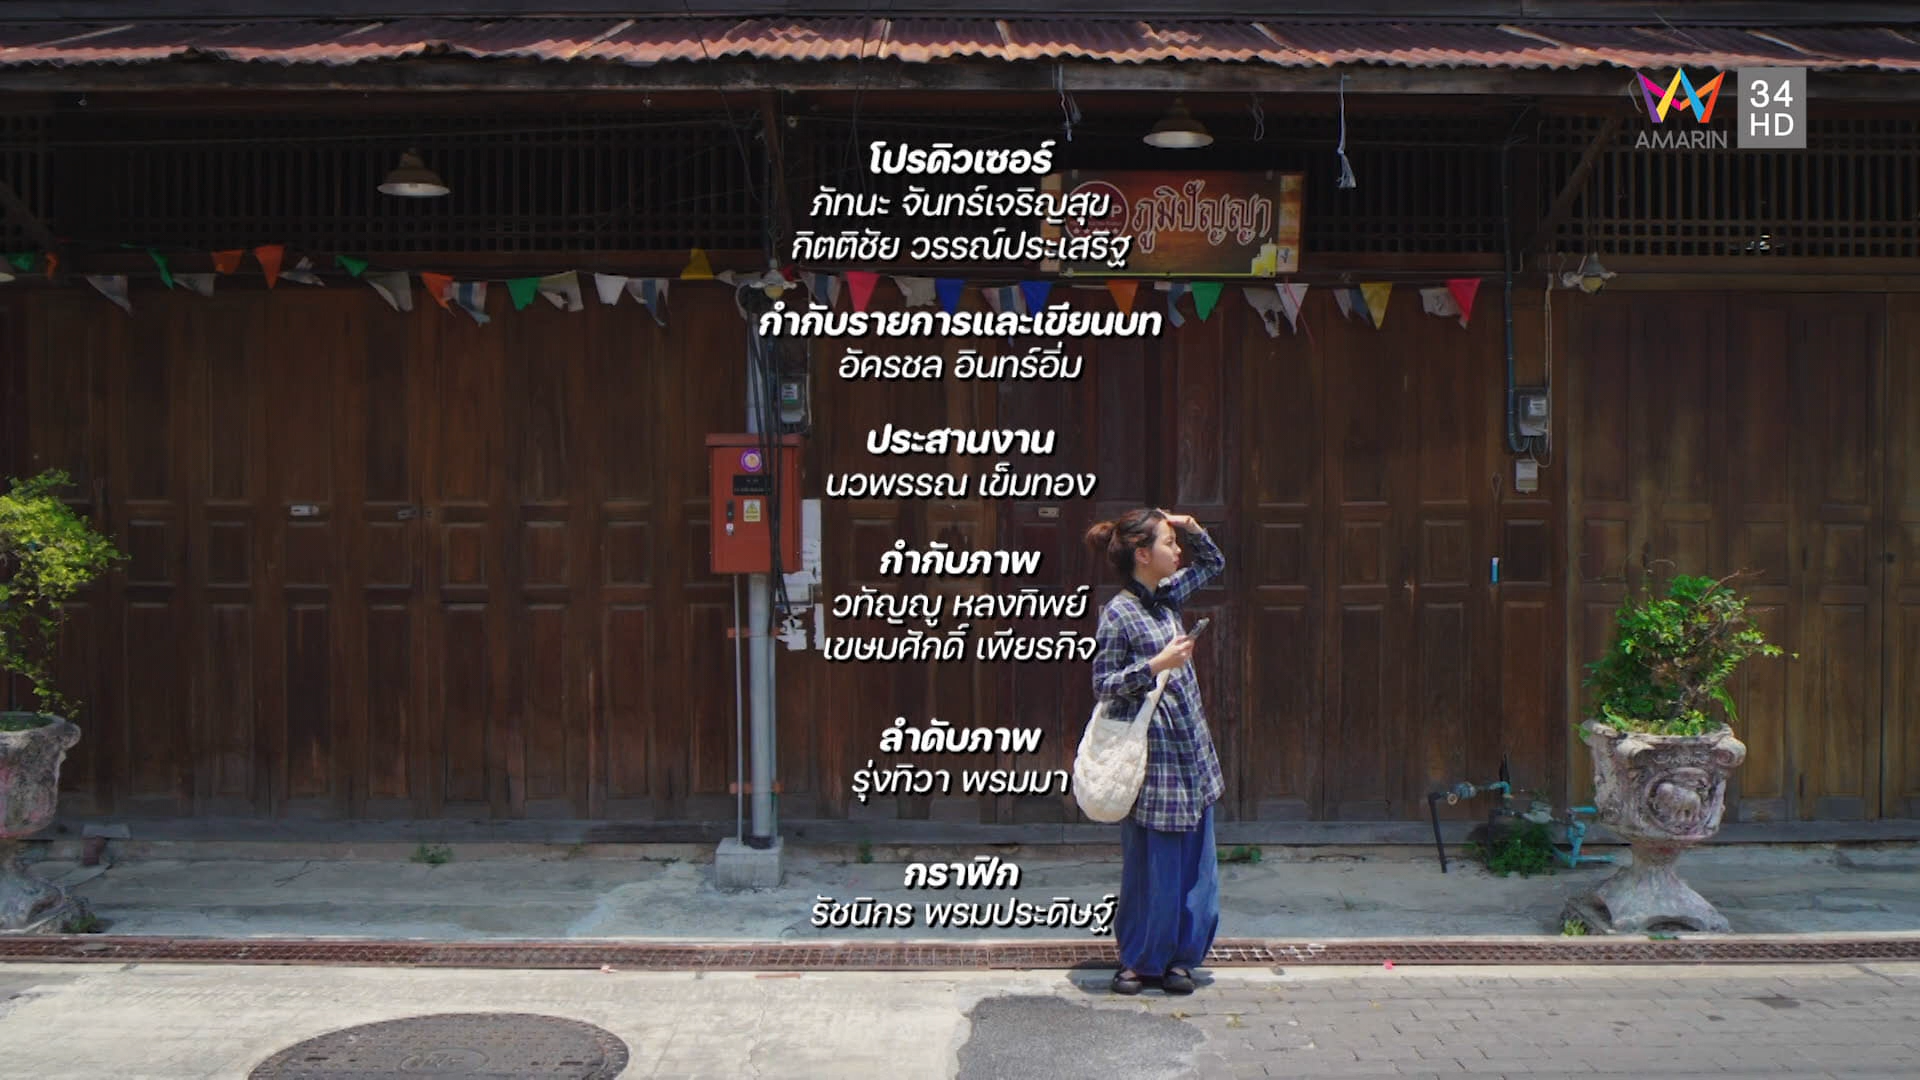 AMARIN
34
HD
โปรดิวเซอร์
ภัทนะ จันทร์เจริญสุข
กิตติชัย วรรณ์ประเสริฐ
ภูมิปัญญา
กำกับรายการและเขียนบท
อัครชล อินทร์อิ่ม
ประสานงาน
นวพรรณ เข็มทอง
กำกับภาพ
วทัญญู หลงทิพย์
เขษมศักดิ์ เพียรกิจ
ลำดับภาพ
รุ่งทิวา พรมมา
กราฟิก
รัชนิกร พรมประดิษฐ์